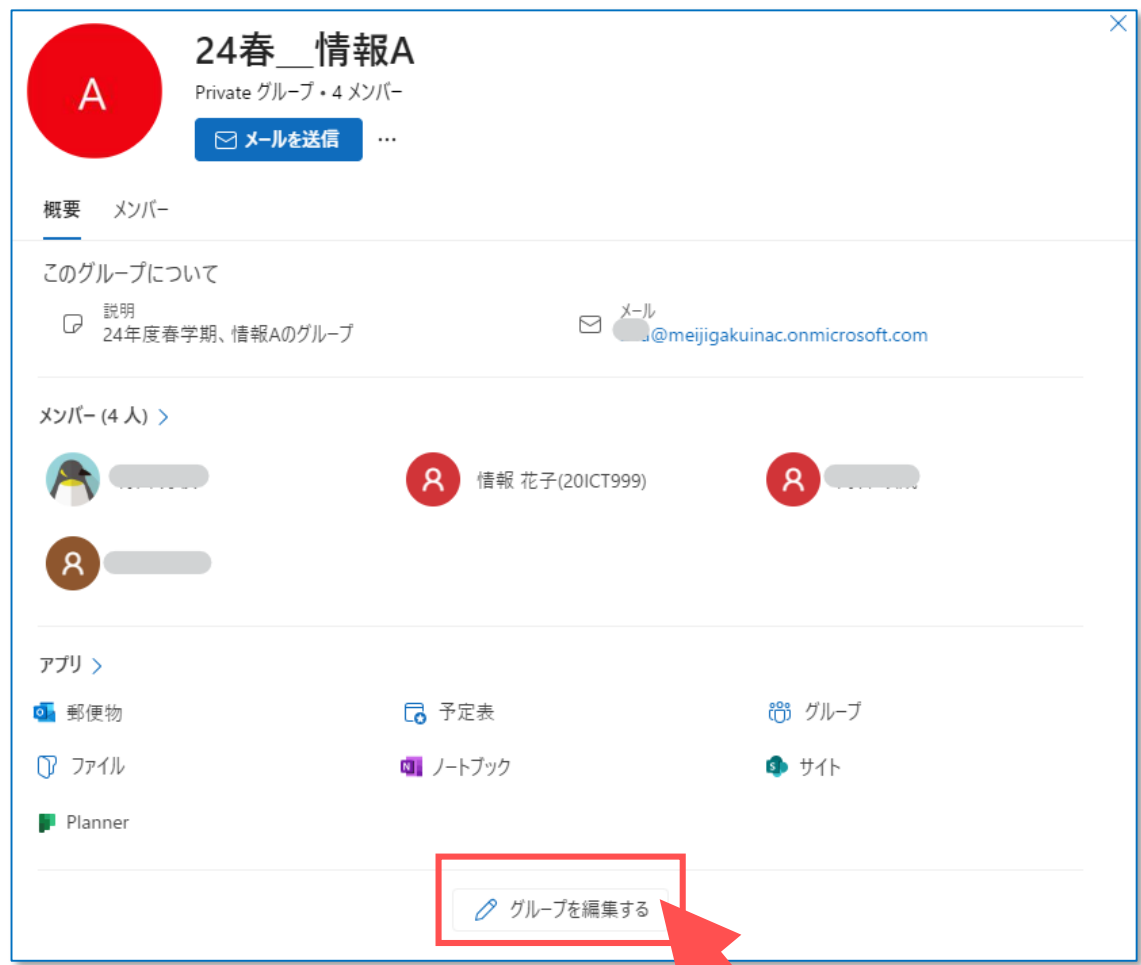 24春__情報A
A
Private グループ • 4 メンバー
メールを送信 …
概要 メンバー
このグループについて
説明
24年度春学期、情報Aのグループ
メール
@meijigakuinac.onmicrosoft.com
メンバー (4 人)
情報 花子(20ICT999)
アプリ
郵便物 予定表 グループ
ファイル ノートブック サイト
Planner
グループを編集する